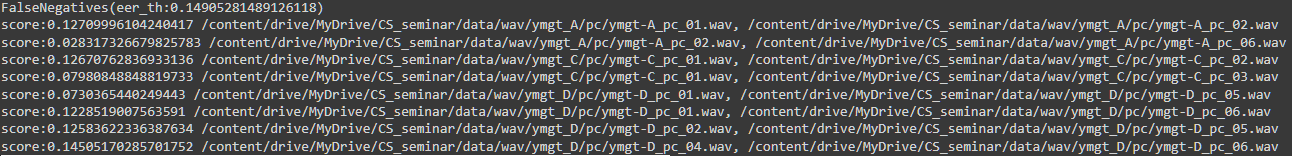 FalseNegatives(eer_th:0.14905281489126118)
score:0.12709996104240417 /content/drive/MyDrive/CS_seminar/data/wav/ymgt_A/pc/ymgt-A_pc_01.wav, /content/drive/MyDrive/CS_seminar/data/wav/ymgt_A/pc/ymgt-A_pc_02.wav
score:0.028317326679825783 /content/drive/MyDrive/CS_seminar/data/wav/ymgt_A/pc/ymgt-A_pc_02.wav, /content/drive/MyDrive/CS_seminar/data/wav/ymgt_A/pc/ymgt-A_pc_06.wav
score:0.12670762836933136 /content/drive/MyDrive/CS_seminar/data/wav/ymgt_C/pc/ymgt-C_pc_01.wav, /content/drive/MyDrive/CS_seminar/data/wav/ymgt_C/pc/ymgt-C_pc_02.wav
score:0.07980848848819733 /content/drive/MyDrive/CS_seminar/data/wav/ymgt_C/pc/ymgt-C_pc_01.wav, /content/drive/MyDrive/CS_seminar/data/wav/ymgt_C/pc/ymgt-C_pc_03.wav
score:0.0730365440249443 /content/drive/MyDrive/CS_seminar/data/wav/ymgt_D/pc/ymgt-D_pc_01.wav, /content/drive/MyDrive/CS_seminar/data/wav/ymgt_D/pc/ymgt-D_pc_05.wav
score:0.1228519007563591 /content/drive/MyDrive/CS_seminar/data/wav/ymgt_D/pc/ymgt-D_pc_01.wav, /content/drive/MyDrive/CS_seminar/data/wav/ymgt_D/pc/ymgt-D_pc_06.wav
score:0.12583622336387634 /content/drive/MyDrive/CS_seminar/data/wav/ymgt_D/pc/ymgt-D_pc_02.wav, /content/drive/MyDrive/CS_seminar/data/wav/ymgt_D/pc/ymgt-D_pc_05.wav
score:0.14505170285701752 /content/drive/MyDrive/CS_seminar/data/wav/ymgt_D/pc/ymgt-D_pc_04.wav, /content/drive/MyDrive/CS_seminar/data/wav/ymgt_D/pc/ymgt-D_pc_06.wav